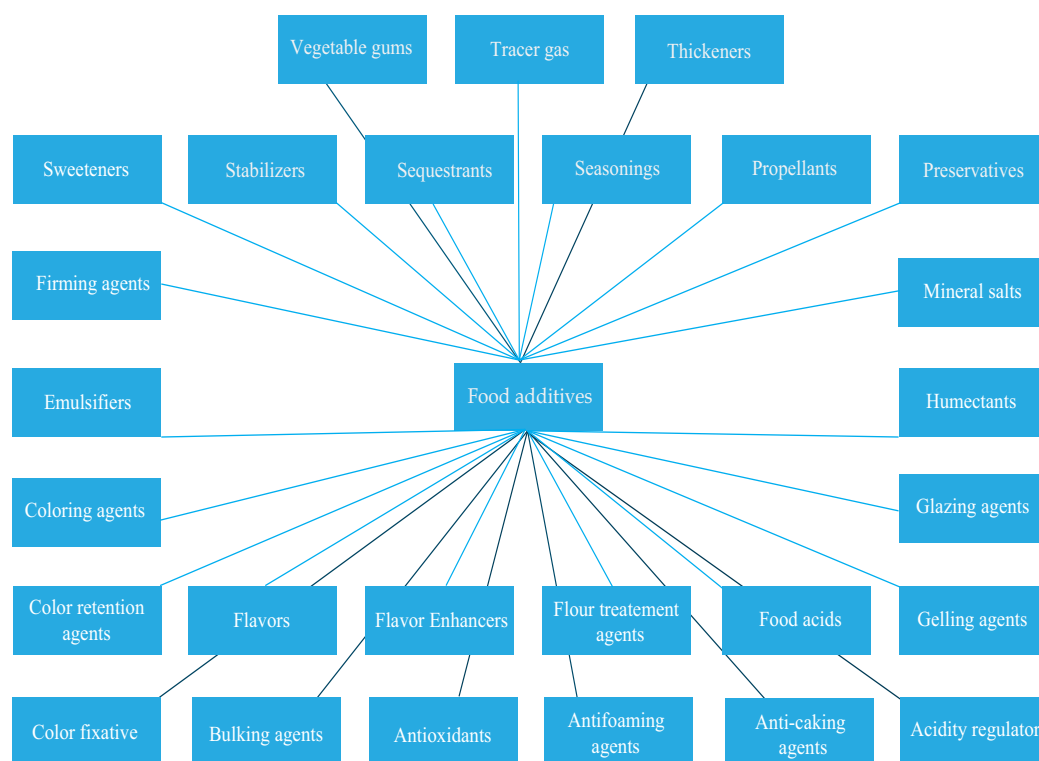 Vegetable gums
Tracer gas
Thickeners
Sweeteners
Stabilizers
Sequestrants
Seasonings
Propellants
Preservatives
Firming agents
Mineral salts
Food additives
Emulsifiers
Humectants
Coloring agents
Glazing agents
Color retention
agents
Flavors
Flavor Enhancers
Flour treatement
agents
Food acids
Gelling agents
Color fixative
Bulking agents
Antioxidants
Antifoaming
agents
Anti-caking
agents
Acidity regulator